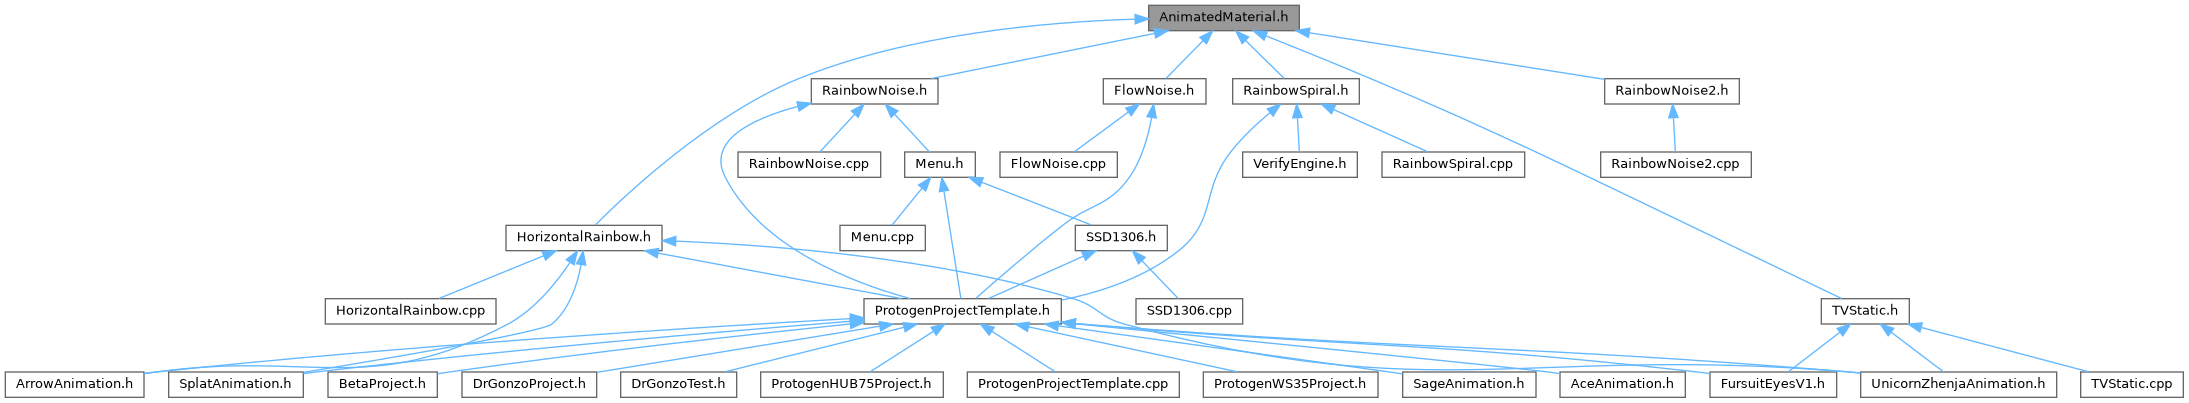 AnimatedMaterial.h
RainbowNoise.h
FlowNoise.h
RainbowSpiral.h
RainbowNoise2.h
RainbowNoise.cpp
Menu.h
FlowNoise.cpp
VerifyEngine.h
RainbowSpiral.cpp
RainbowNoise2.cpp
HorizontalRainbow.h
Menu.cpp
SSD1306.h
HorizontalRainbow.cpp
ProtogenProjectTemplate.h
SSD1306.cpp
TVStatic.h
ArrowAnimation.h
SplatAnimation.h
BetaProject.h
DrGonzoProject.h
DrGonzoTest.h
ProtogenHUB75Project.h
ProtogenProjectTemplate.cpp
ProtogenWS35Project.h
SageAnimation.h
AceAnimation.h
FursuitEyesV1.h
UnicornZhenjaAnimation.h
TVStatic.cpp